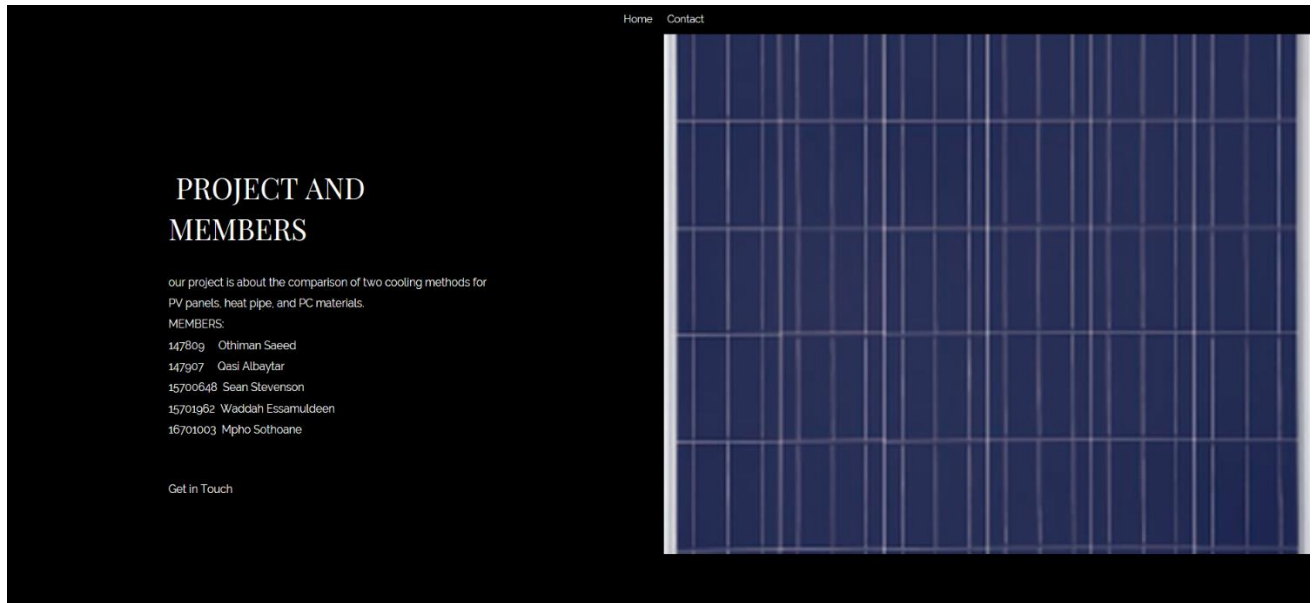 Home Contact
PROJECT AND
MEMBERS
our project is about the comparison of two cooling methods for
PV panels, heat pipe, and PC materials.
MEMBERS:
147809 Othiman Saeed
147907 Qasi Albaytar
15700648 Sean Stevenson
15701962 Waddah Essamuldeen
16701003 Mpho Sothoane
Get in Touch